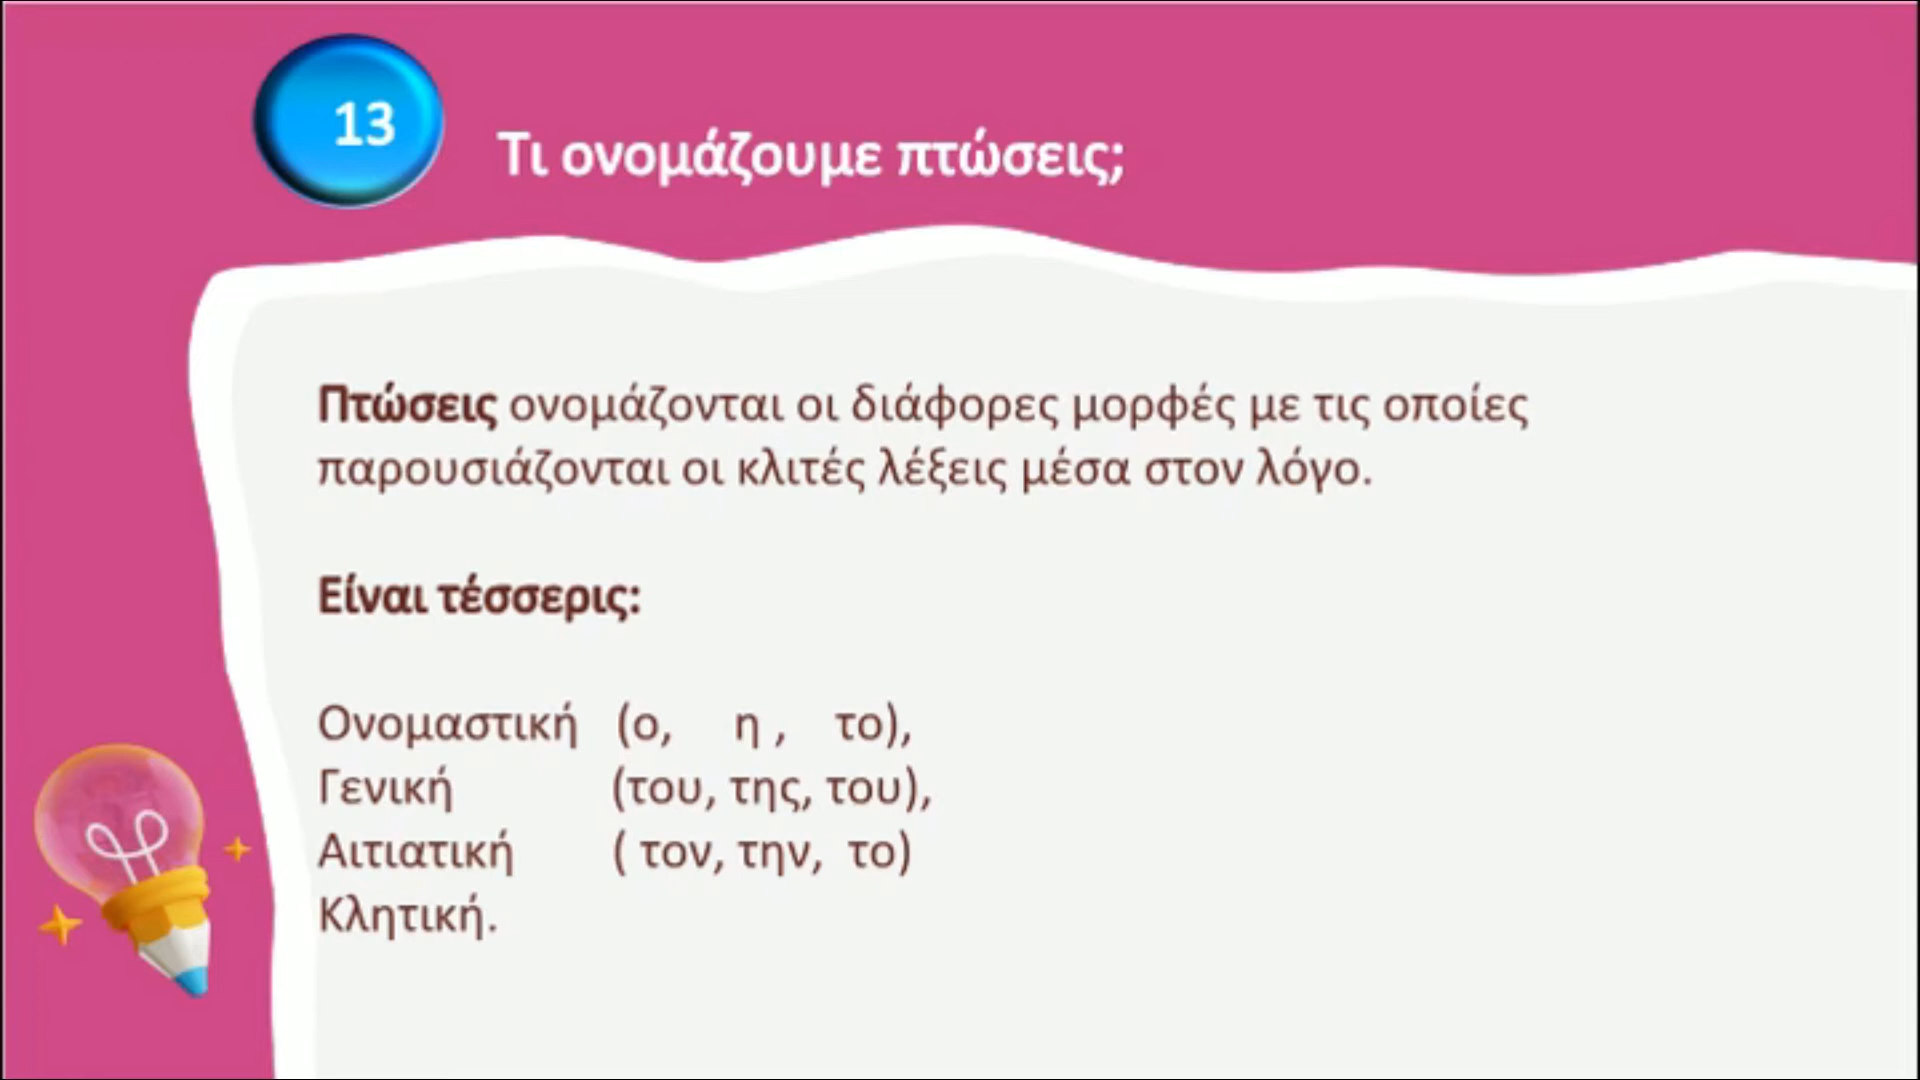 13
Τι ονομάζουμε πτώσεις;
Πτώσεις ονομάζονται οι διάφορες μορφές με τις οποίες
παρουσιάζονται οι κλιτές λέξεις μέσα στον λόγο.
Είναι τέσσερις:
Ονομαστική (ο, η , το),
Γενική (του, της, του),
Αιτιατική ( τον, την, το)
Κλητική.